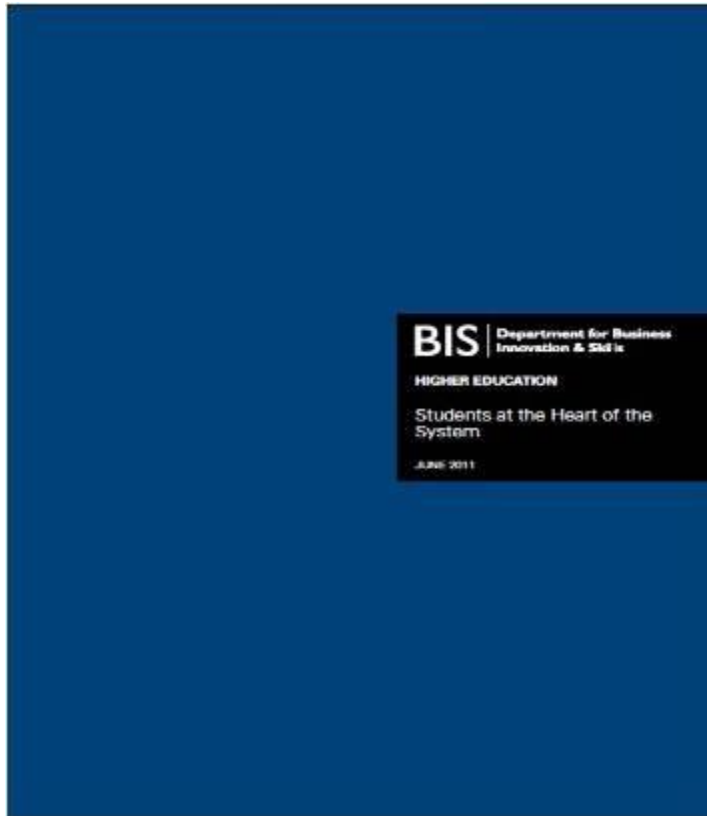 BIS Department for Business
Innovation & Skills
HIGHER EDUCATION
Students at the Heart of the
System
JUNE 2011